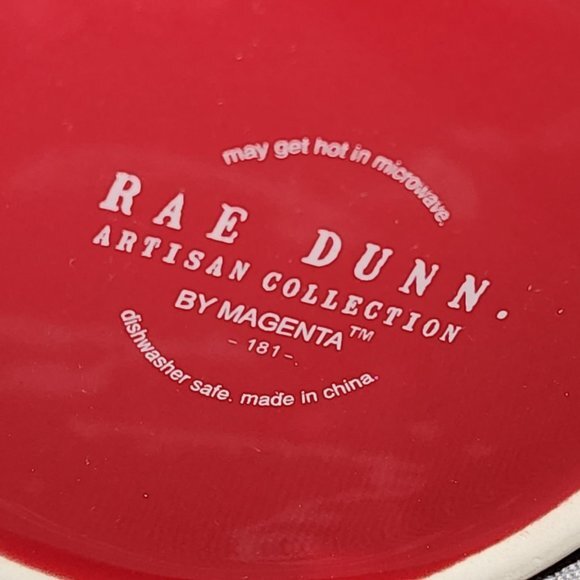 may get hot in microwave.
RAE DUNN.
ARTISAN COLLECTION
BY MAGENTA™
- 181 -
dishwasher safe. made in china.